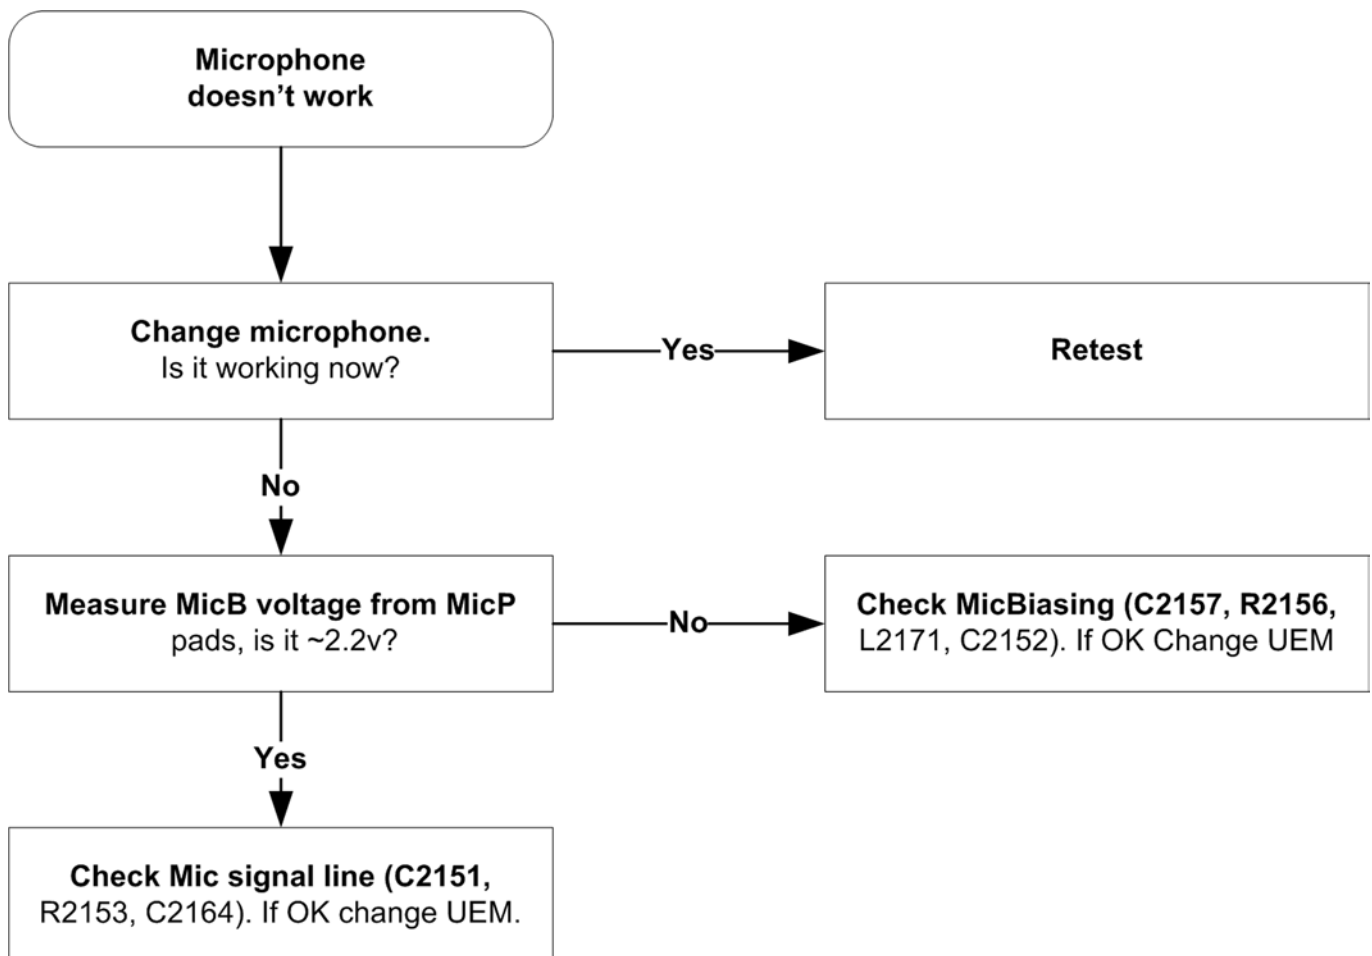 Microphone
doesn't work
Change microphone.
Is it working now?
Yes
Retest
No
Measure MicB voltage from MicP
pads, is it ~2.2v?
No
Check MicBiasing (C2157, R2156,
L2171, C2152). If OK Change UEM
Yes
Check Mic signal line (C2151,
R2153, C2164). If OK change UEM.